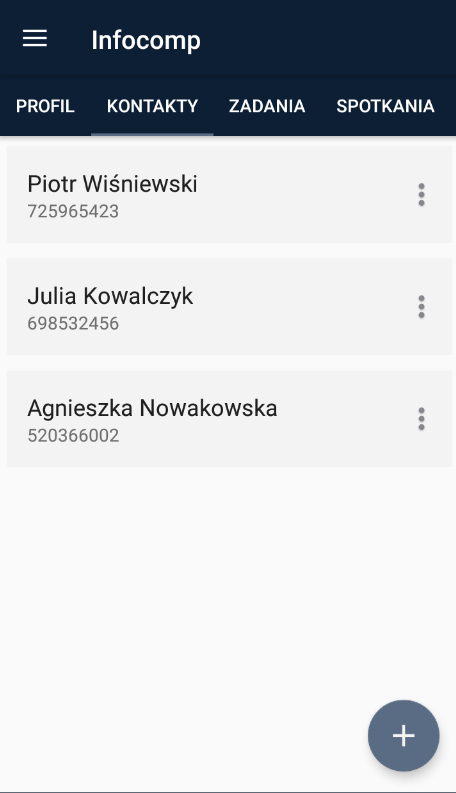 Infocomp
PROFIL KONTAKTY ZADANIA SPOTKANIA
Piotr Wiśniewski
725965423
Julia Kowalczyk
698532456
Agnieszka Nowakowska
520366002